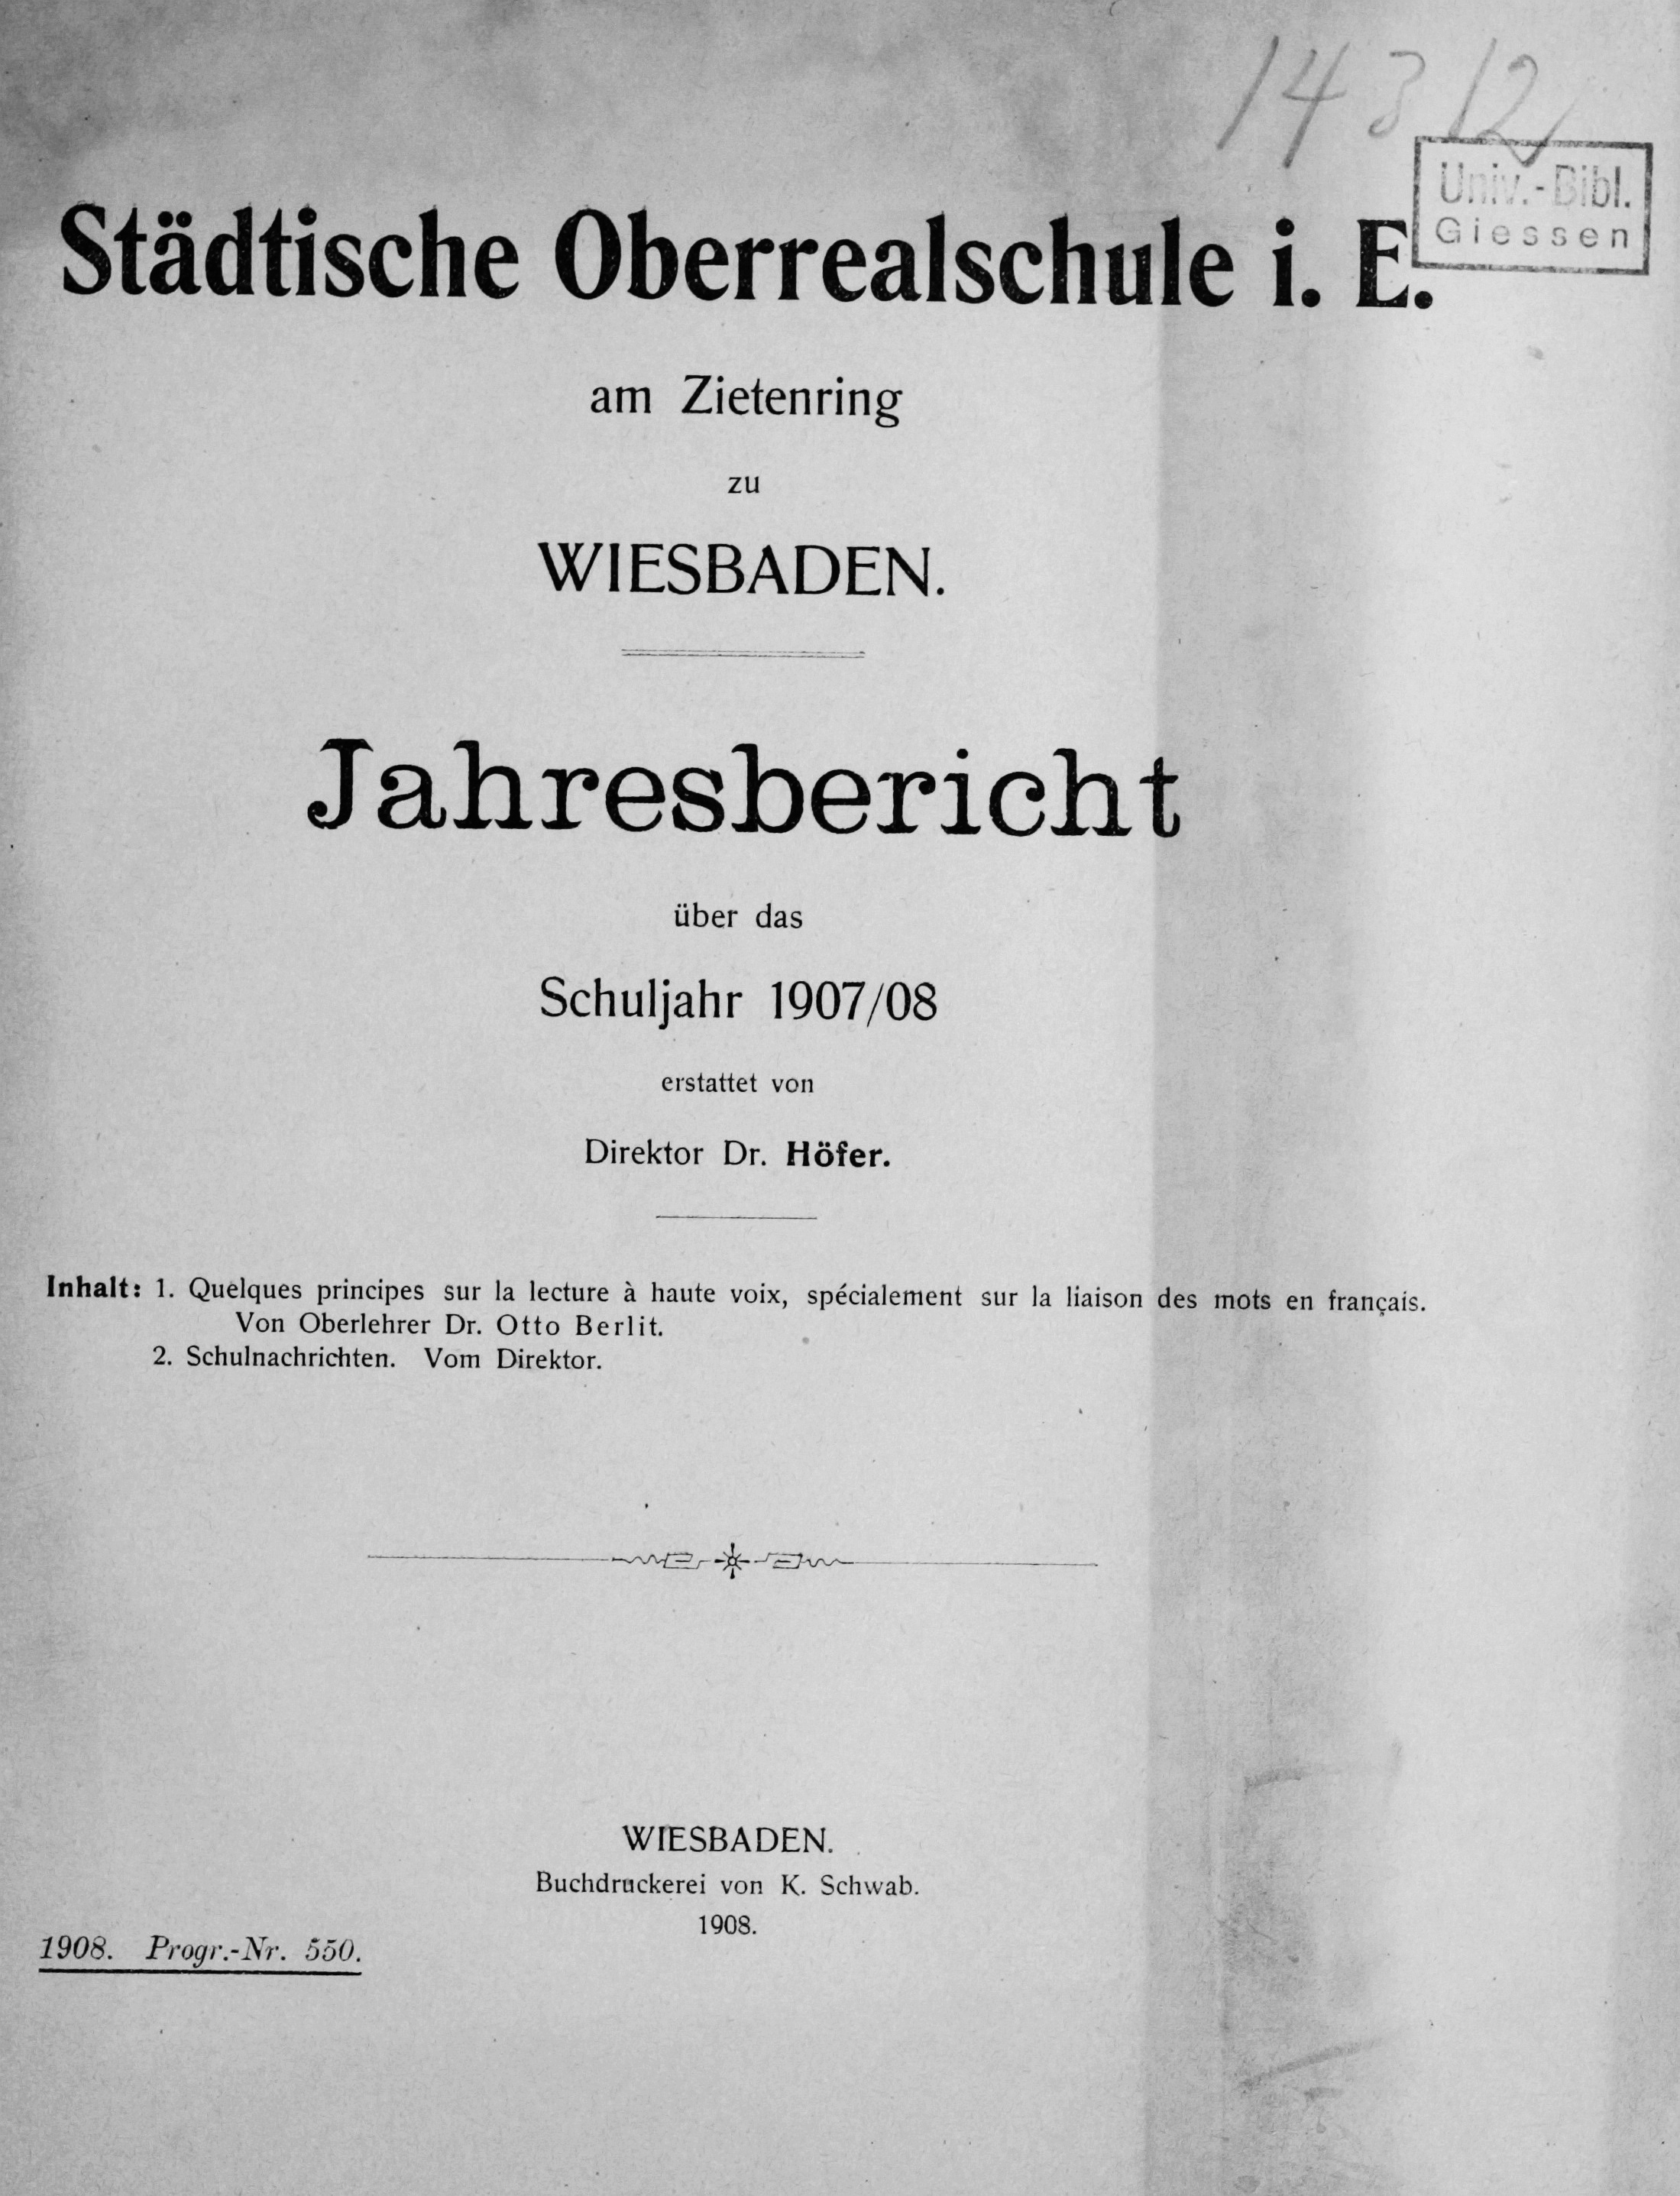 14312
Univ.-Bibl.
Giessen
Städtische Oberrealschule i. E.
am Zietenring
zu
WIESBADEN.
Jahresbericht
über das
Schuljahr 1907/08
erstattet von
Direktor Dr. Höfer.
Inhalt: 1. Quelques principes sur la lecture à haute voix, spécialement sur la liaison des mots en français.
Von Oberlehrer Dr. Otto Berlit.
2. Schulnachrichten. Vom Direktor.
WIESBADEN.
Buchdruckerei von K. Schwab.
1908.
1908. Progr.-Nr. 550.